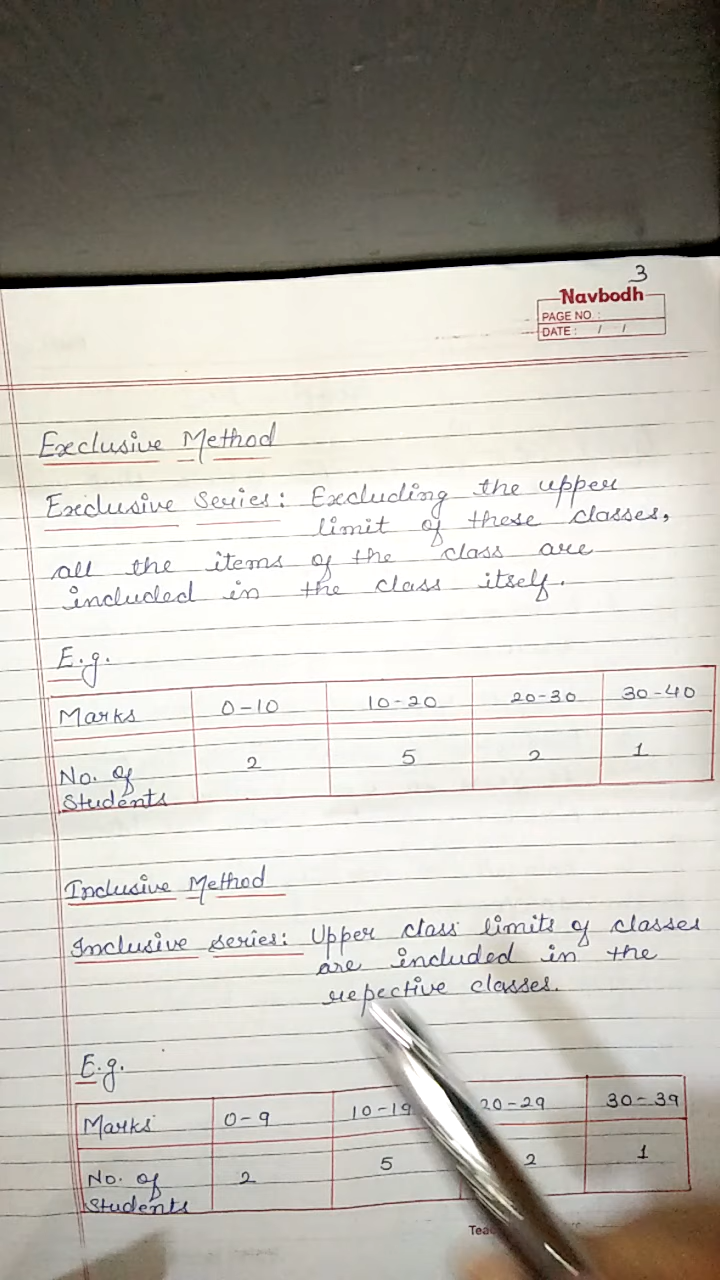 3
Navbodh
PAGE NO. :
DATE : / /
Exclusive Method
Exclusive Series: Excluding the upper
limit of these classes,
all the items of the class are
included in the class itself.
E.g.
Marks 0-10 10-20 20-30 30-40
No. of 2 5 2 1
Students
Inclusive Method
Inclusive series: Upper class limits of classes
are included in the
repective classes.
E.g.
Marks 0-9 10-19 20-29 30-39
No. of 2 5 2 1
Students